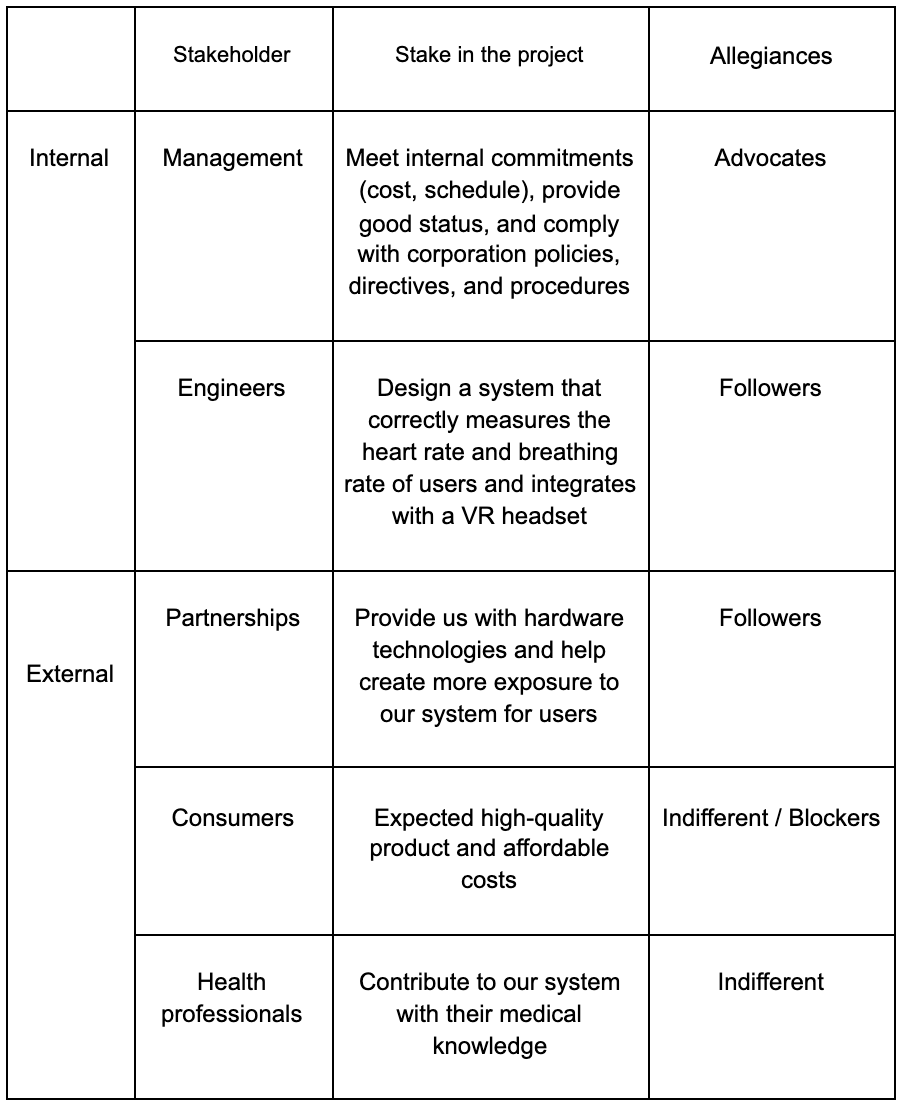 Stakeholder
Stake in the project
Allegiances
Internal
Management
Meet internal commitments
(cost, schedule), provide
good status, and comply
with corporation policies,
directives, and procedures
Advocates
Engineers
Design a system that
correctly measures the
heart rate and breathing
rate of users and integrates
with a VR headset
Followers
External
Partnerships
Provide us with hardware
technologies and help
create more exposure to
our system for users
Followers
Consumers
Expected high-quality
product and affordable
costs
Indifferent / Blockers
Health
professionals
Contribute to our system
with their medical
knowledge
Indifferent